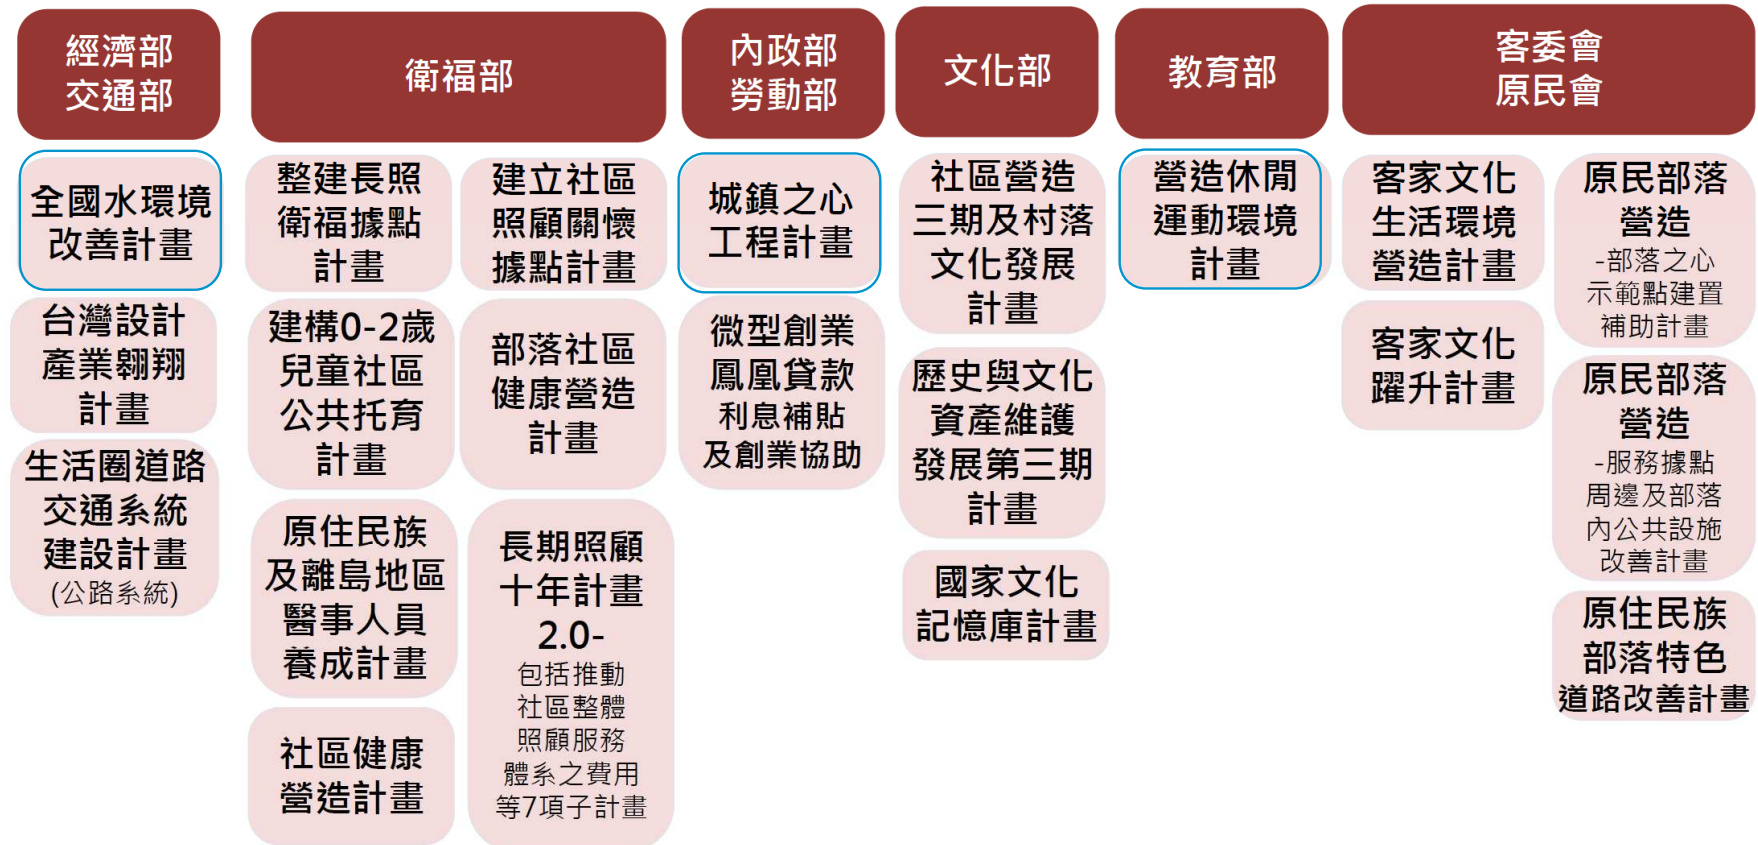 經濟部
交通部
衛福部
內政部
勞動部
文化部
教育部
客委會
原民會
全國水環境
改善計畫
台灣設計
產業翱翔
計畫
生活圈道路
交通系統
建設計畫
(公路系統)
整建長照
衛福據點
計畫
建構0-2歲
兒童社區
公共托育
計畫
原住民族
及離島地區
醫事人員
養成計畫
社區健康
營造計畫
建立社區
照顧關懷
據點計畫
部落社區
健康營造
計畫
長期照顧
十年計畫
2.0-
包括推動
社區整體
照顧服務
體系之費用
等7項子計畫
城鎮之心
工程計畫
微型創業
鳳凰貸款
利息補貼
及創業協助
社區營造
三期及村落
文化發展
計畫
歷史與文化
資產維護
發展第三期
計畫
國家文化
記憶庫計畫
營造休閒
運動環境
計畫
客家文化
生活環境
營造計畫
客家文化
躍升計畫
原民部落
營造
-部落之心
示範點建置
補助計畫
原民部落
營造
-服務據點
周邊及部落
內公共設施
改善計畫
原住民族
部落特色
道路改善計畫